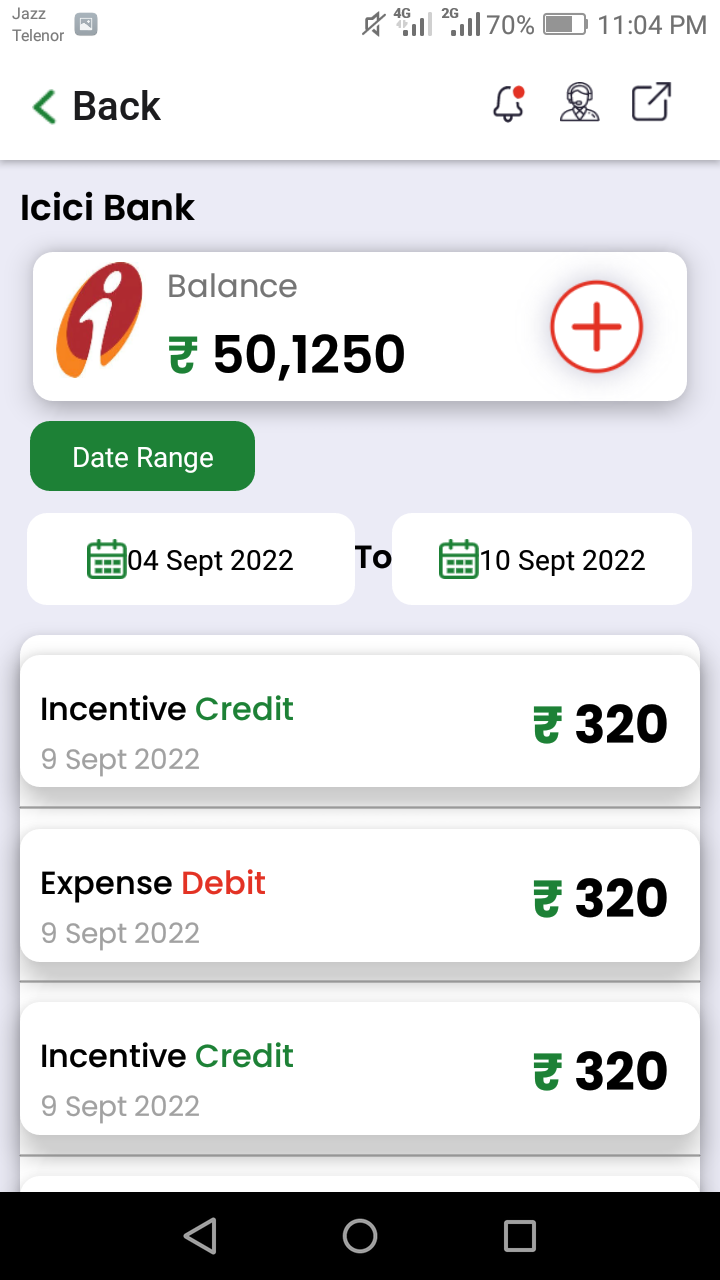 Jazz
Telenor
4G 2G 70% 11:04 PM
Back
Icici Bank
Balance
₹ 50,1250
Date Range
04 Sept 2022 To 10 Sept 2022
Incentive Credit
₹ 320
9 Sept 2022
Expense Debit
₹ 320
9 Sept 2022
Incentive Credit
₹ 320
9 Sept 2022